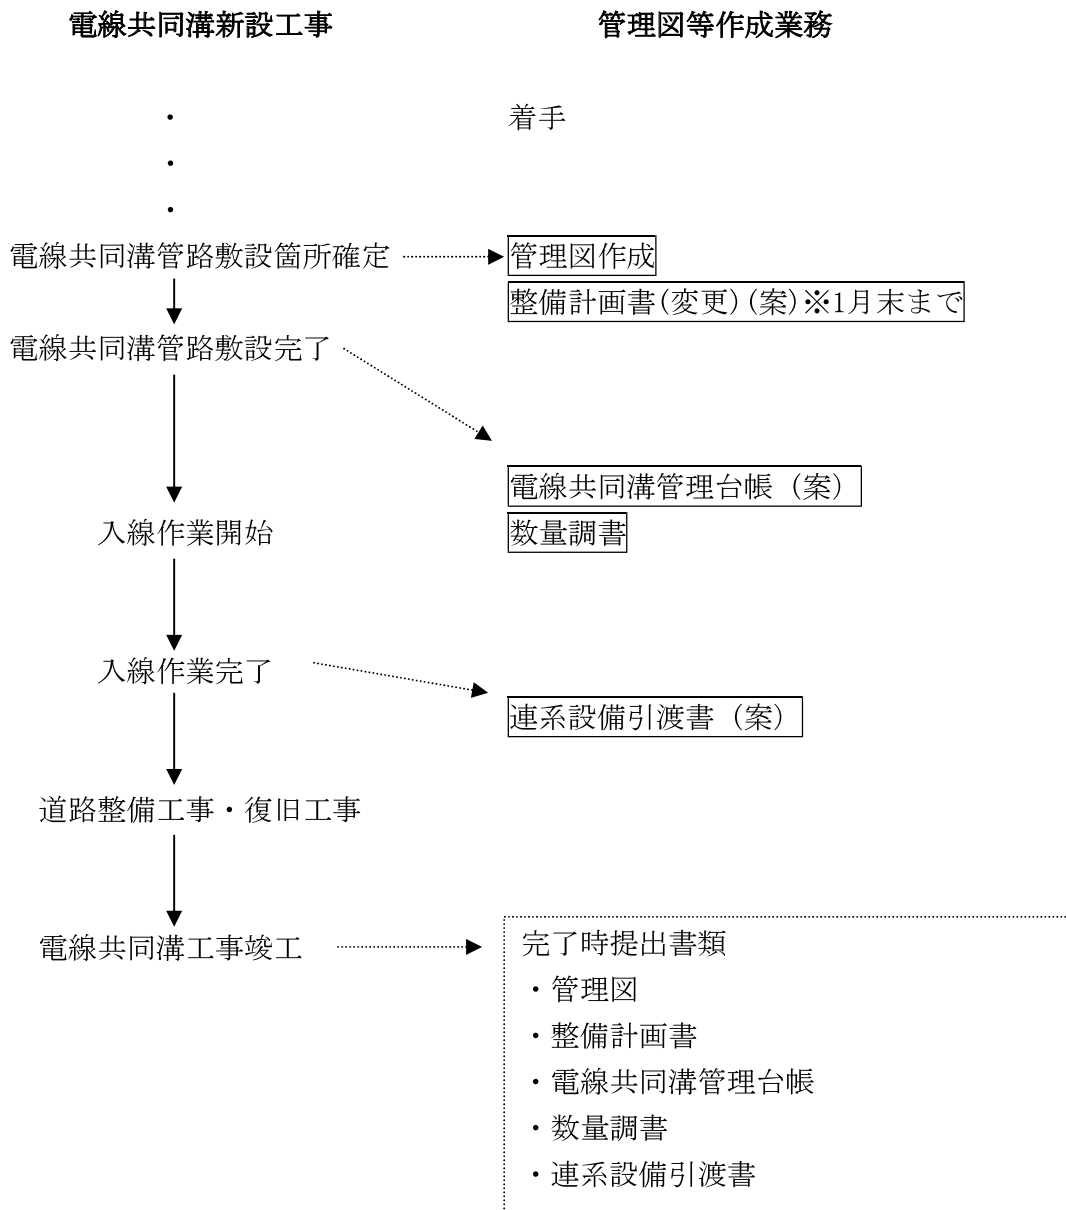 電線共同溝新設工事
管理図等作成業務
・
着手
・
・
電線共同溝管路敷設箇所確定
管理図作成
整備計画書(変更)(案)※1月末まで
電線共同溝管路敷設完了
電線共同溝管理台帳（案）
入線作業開始
数量調書
入線作業完了
連系設備引渡書（案）
道路整備工事・復旧工事
電線共同溝工事竣工
完了時提出書類
・管理図
・整備計画書
・電線共同溝管理台帳
・数量調書
・連系設備引渡書